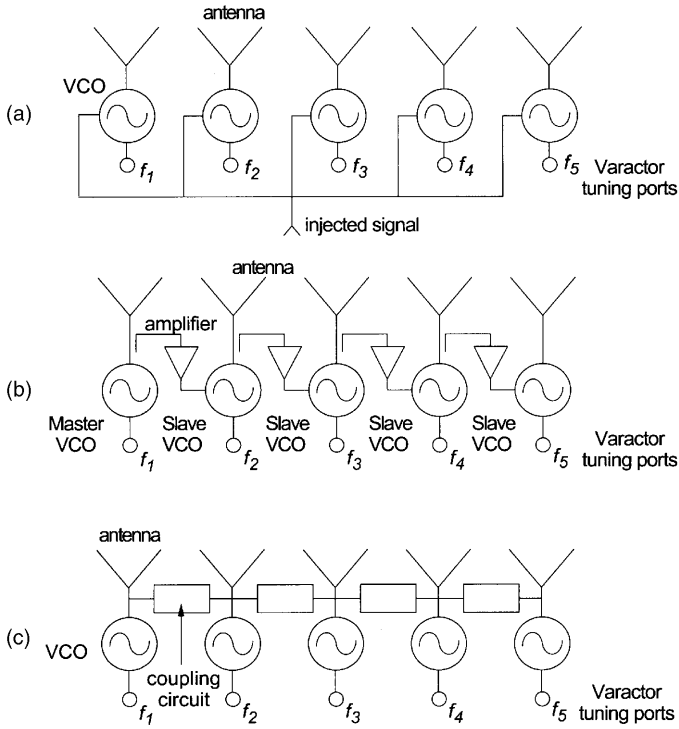 antenna
VCO
(a)
f1
f2
f3
f4
f5
Varactor
tuning ports
injected signal
antenna
amplifier
(b)
Master
VCO
Slave
VCO
Slave
VCO
Slave
VCO
Slave
VCO
f1
f2
f3
f4
f5
Varactor
tuning ports
antenna
(c)
VCO
coupling
circuit
f1
f2
f3
f4
f5
Varactor
tuning ports